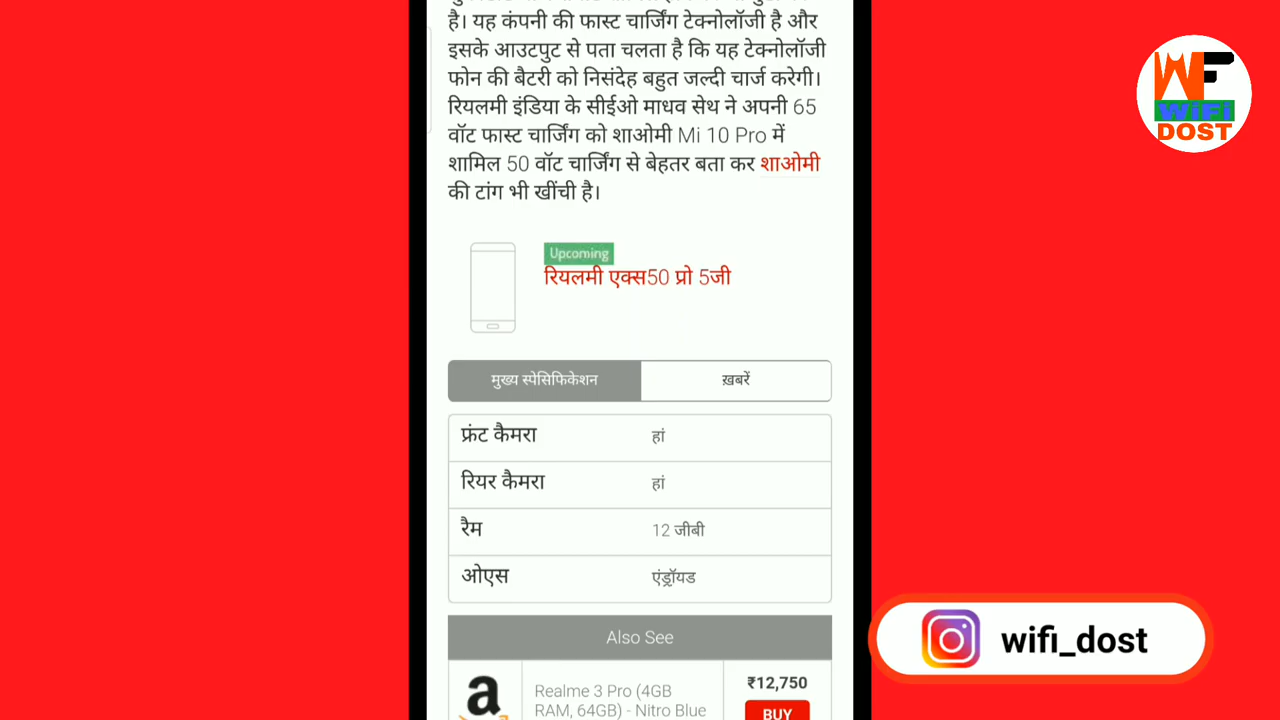 है। यह कंपनी की फास्ट चार्जिंग टेक्नोलॉजी है और
इसके आउटपुट से पता चलता है कि यह टेक्नोलॉजी
फोन की बैटरी को निसंदेह बहुत जल्दी चार्ज करेगी।
रियलमी इंडिया के सीईओ माधव सेथ ने अपनी 65
वॉट फास्ट चार्जिंग को शाओमी Mi 10 Pro में
शामिल 50 वॉट चार्जिंग से बेहतर बता कर शाओमी
की टांग भी खींची है।
WF
WiFi
DOST
Upcoming
रियलमी एक्स50 प्रो 5जी
मुख्य स्पेसिफिकेशन ख़बरें
फ्रंट कैमरा हां
रियर कैमरा हां
रैम 12 जीबी
ओएस एंड्रॉयड
Also See
a
Realme 3 Pro (4GB
RAM, 64GB) - Nitro Blue
₹12,750
BUY
wifi_dost